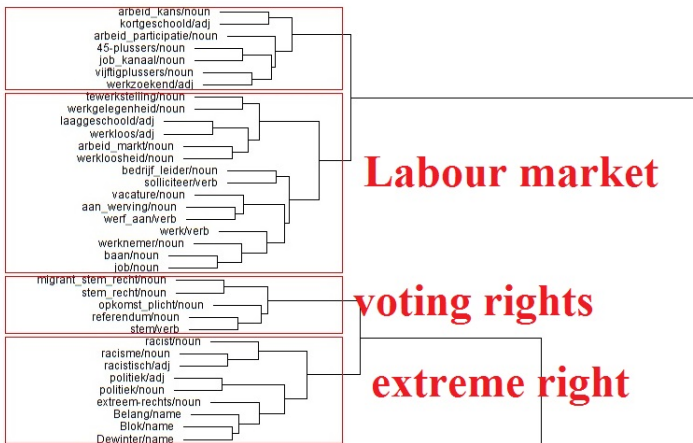 arbeid_kans/noun
kortgeschoold/adj
arbeid_participatie/noun
45-plussers/noun
job_kanaal/noun
vijftigplussers/noun
werkzoekend/adj
tewerkstelling/noun
werkgelegenheid/noun
laaggeschoold/adj
werkloos/adj
arbeid_markt/noun
werkloosheid/noun
bedrijf_leider/noun
solliciteer/verb
vacature/noun
aan_werving/noun
werf_aan/verb
werk/verb
werknemer/noun
baan/noun
job/noun
Labour market
migrant_stem_recht/noun
stem_recht/noun
opkomst_plicht/noun
referendum/noun
stem/verb
voting rights
racist/noun
racisme/noun
racistisch/adj
politiek/adj
politiek/noun
extreem-rechts/noun
Belang/name
Blok/name
Dewinter/name
extreme right